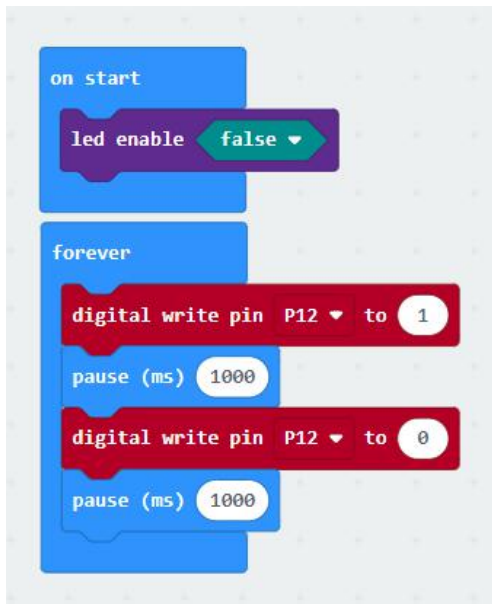 on start
led enable false
forever
digital write pin P12 to 1
pause (ms) 1000
digital write pin P12 to 0
pause (ms) 1000